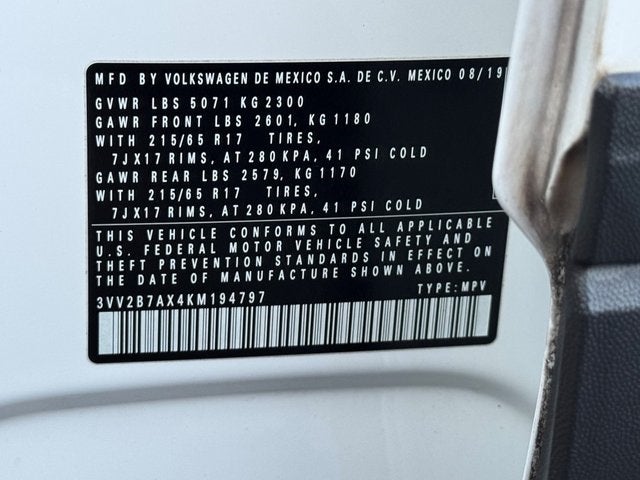 MFD BY VOLKSWAGEN DE MEXICO S.A. DE C.V. MEXICO 08/19
GVWR LBS 5071 KG 2300
GAWR FRONT LBS 2601, KG 1180
WITH 215/65 R17 TIRES,
7JX17 RIMS, AT 280 KPA, 41 PSI COLD
GAWR REAR LBS 2579, KG 1170
WITH 215/65 R17 TIRES,
7JX17 RIMS, AT 280 KPA, 41 PSI COLD
THIS VEHICLE CONFORMS TO ALL APPLICABLE
U.S. FEDERAL MOTOR VEHICLE SAFETY AND
THEFT PREVENTION STANDARDS IN EFFECT ON
THE DATE OF MANUFACTURE SHOWN ABOVE.
3VV2B7AX4KM194797 TYPE: MPV